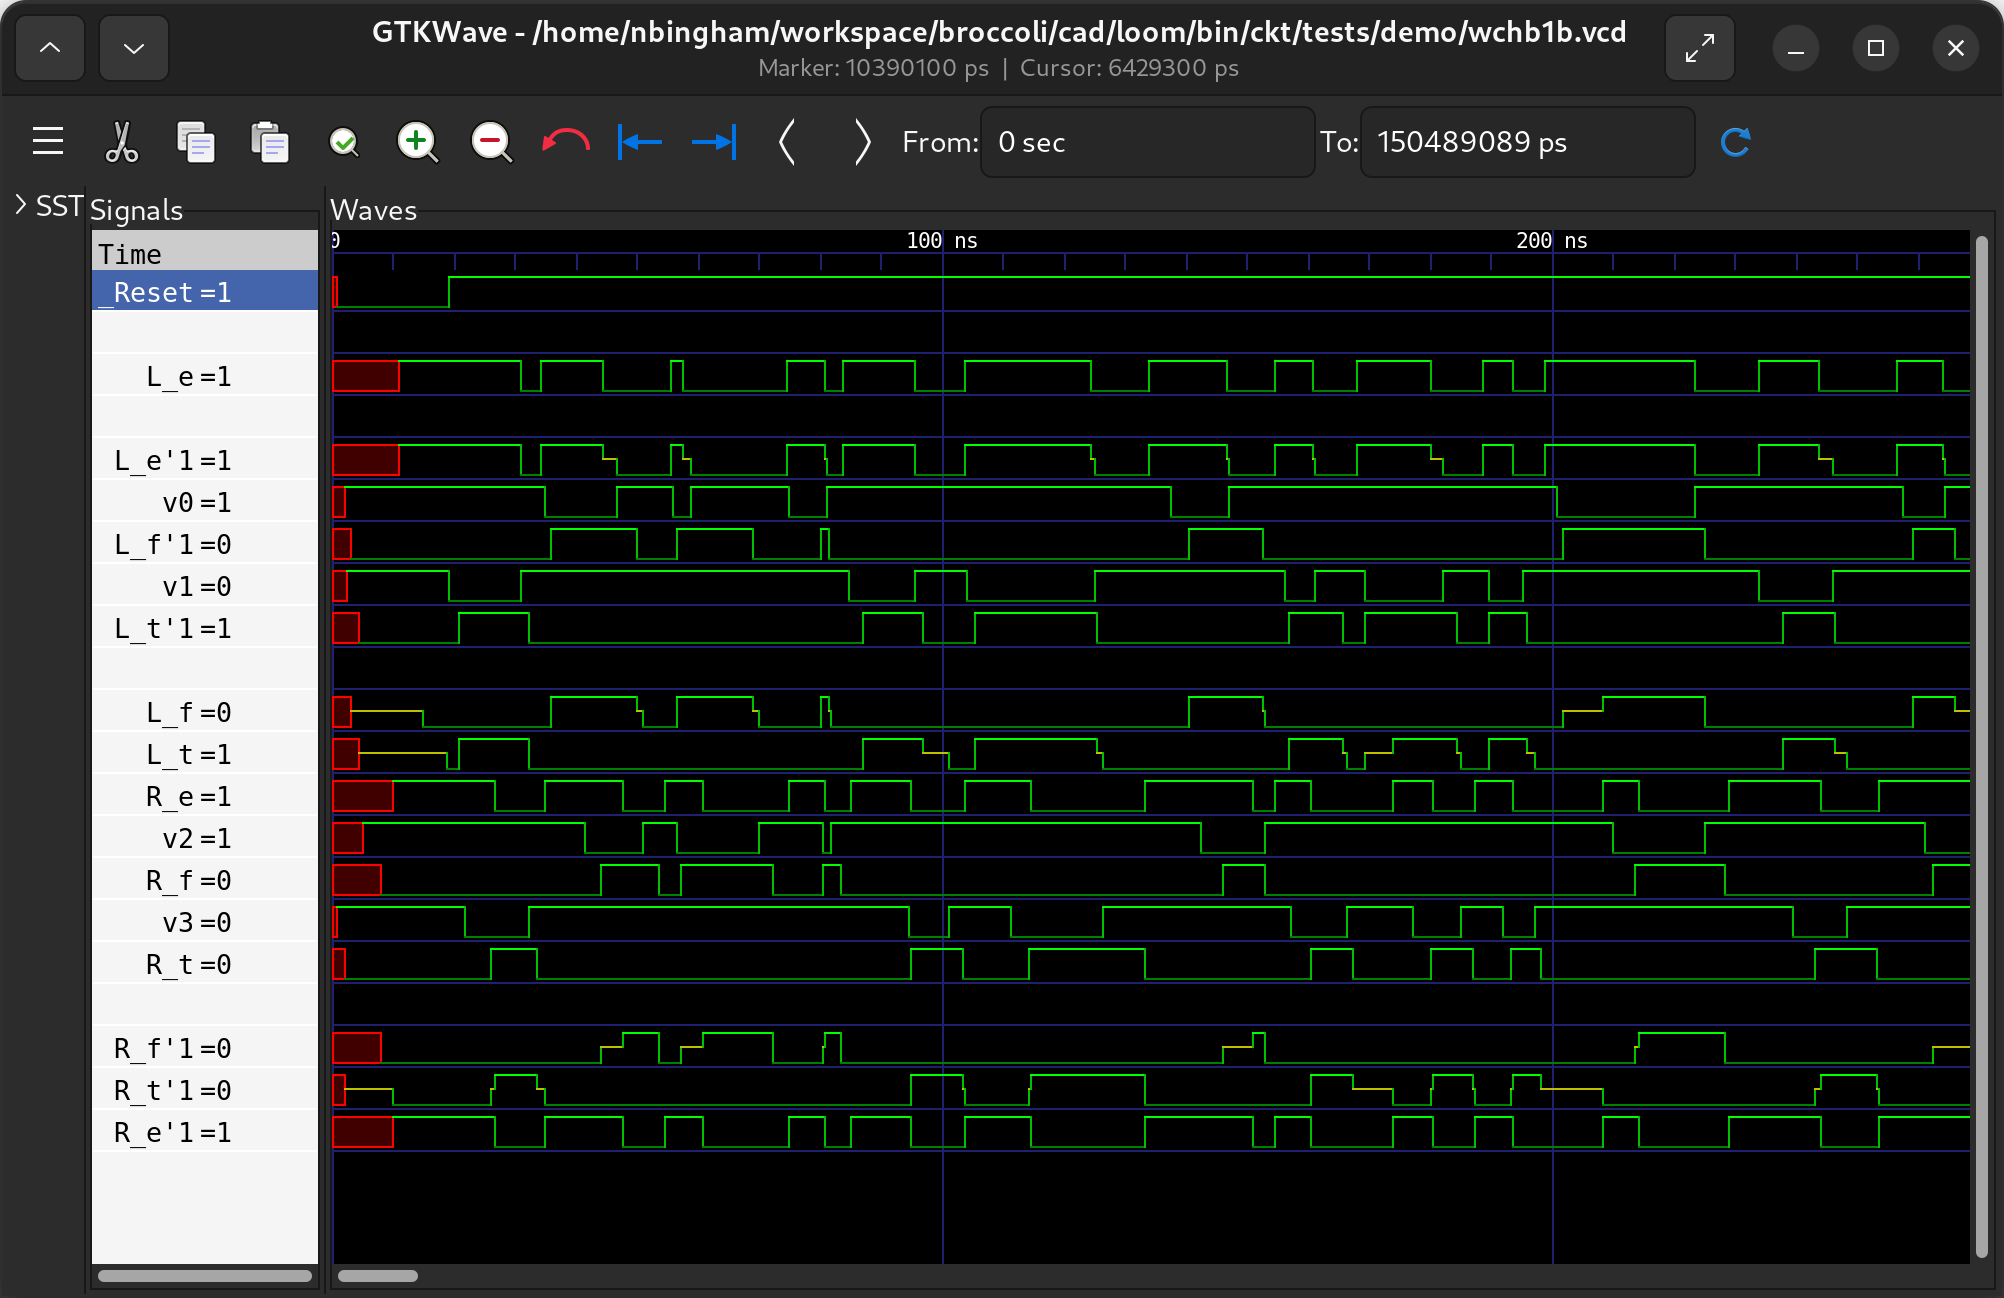 GTKWave - /home/nbingham/workspace/broccoli/cad/loom/bin/ckt/tests/demo/wchb1b.vcd
Marker: 10390100 ps | Cursor: 6429300 ps
From: 0 sec To: 150489089 ps
SST Signals Waves
0 100 ns 200 ns
Time
_Reset=1
L_e=1
L_e'1=1
v0=1
L_f'1=0
v1=0
L_t'1=1
L_f=0
L_t=1
R_e=1
v2=1
R_f=0
v3=0
R_t=0
R_f'1=0
R_t'1=0
R_e'1=1